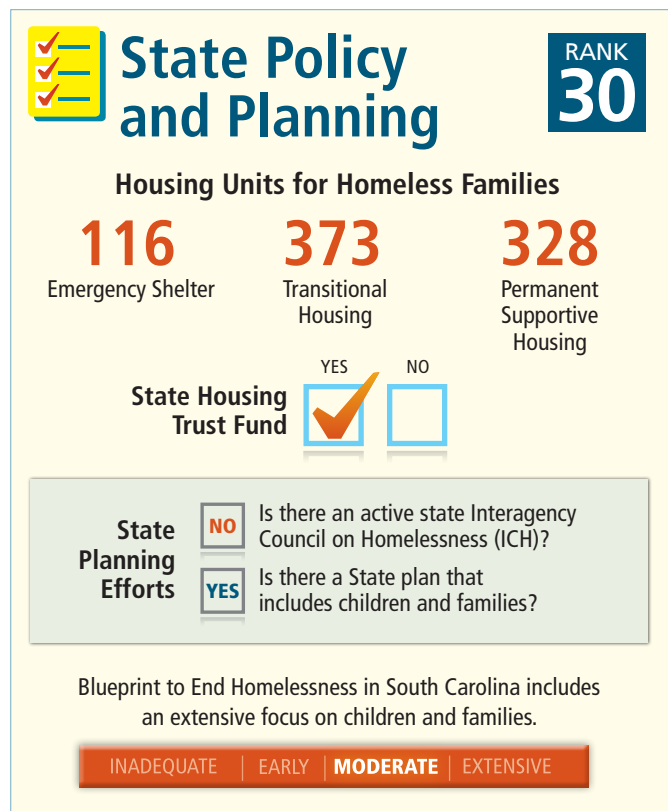 State Policy
and Planning
RANK
30
Housing Units for Homeless Families
116
Emergency Shelter
373
Transitional
Housing
328
Permanent
Supportive
Housing
YES NO
State Housing
Trust Fund
State
Planning
Efforts
NO
Is there an active state Interagency
Council on Homelessness (ICH)?
YES
Is there a State plan that
includes children and families?
Blueprint to End Homelessness in South Carolina includes
an extensive focus on children and families.
INADEQUATE | EARLY | MODERATE | EXTENSIVE